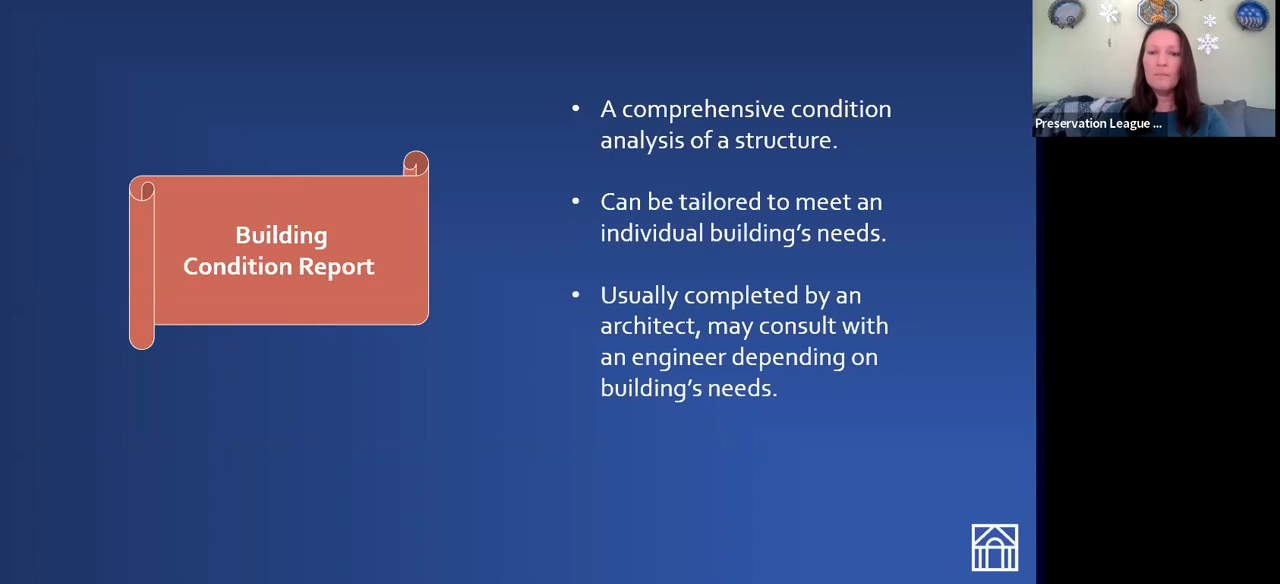 Building
Condition Report
• A comprehensive condition
analysis of a structure.
• Can be tailored to meet an
individual building's needs.
• Usually completed by an
architect, may consult with
an engineer depending on
building's needs.
Preservation League ...